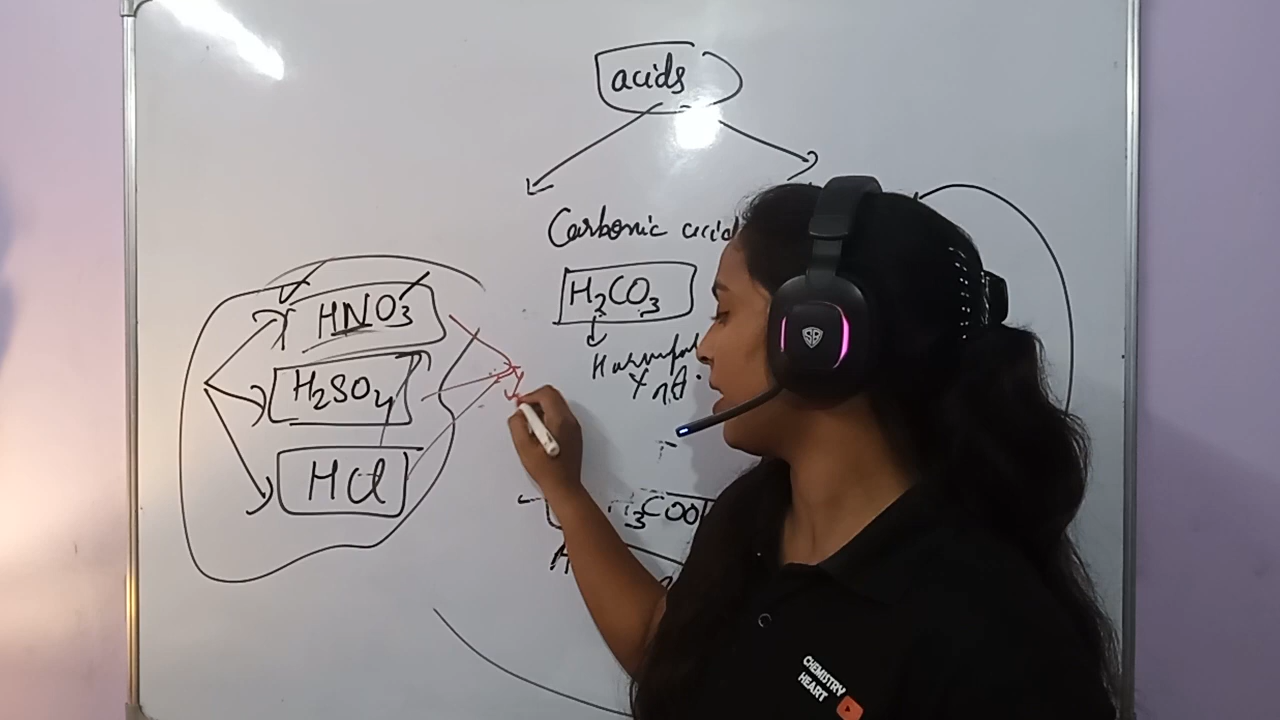 acids
Carbonic acid
H₂CO₃
HNO₃
H₂SO₄
HCl
CHEMISTRY
HEART